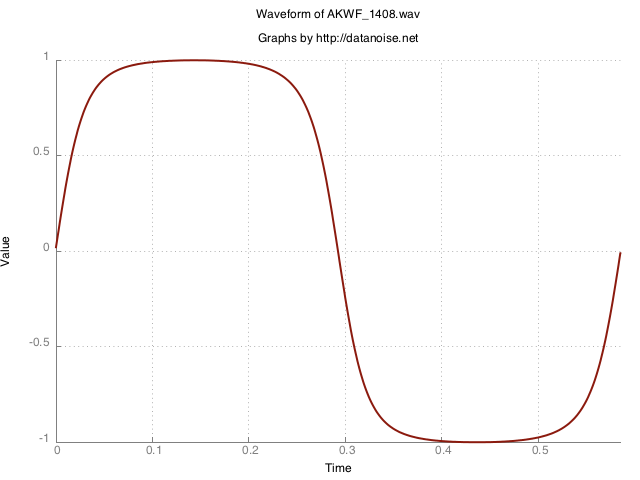 Waveform of AKWF_1408.wav
Graphs by http://datanoise.net
1
0.5
0
-0.5
-1
Value
0 0.1 0.2 0.3 0.4 0.5
Time